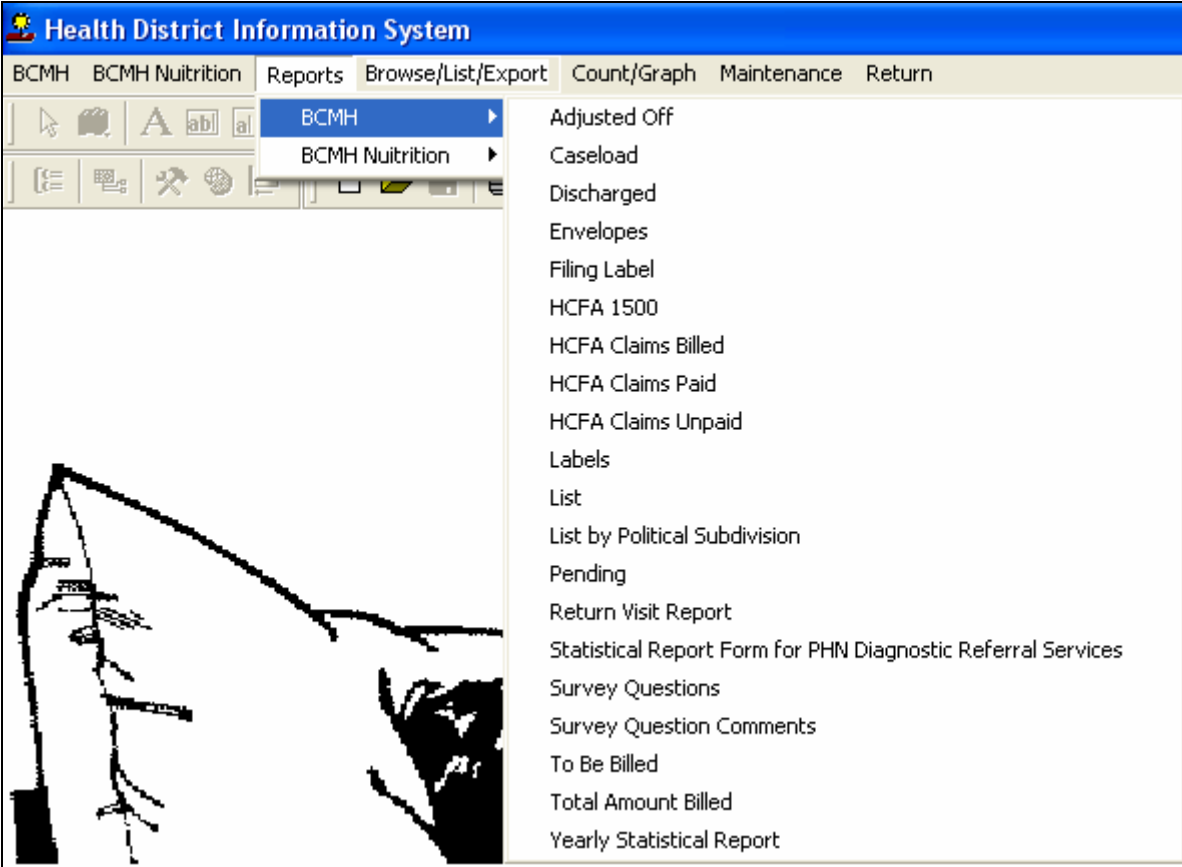 Health District Information System
BCMH BCMH Nuitrition Reports Browse/List/Export Count/Graph Maintenance Return
BCMH
BCMH Nuitrition
A abl al
Adjusted Off
Caseload
Discharged
Envelopes
Filing Label
HCFA 1500
HCFA Claims Billed
HCFA Claims Paid
HCFA Claims Unpaid
Labels
List
List by Political Subdivision
Pending
Return Visit Report
Statistical Report Form for PHN Diagnostic Referral Services
Survey Questions
Survey Question Comments
To Be Billed
Total Amount Billed
Yearly Statistical Report